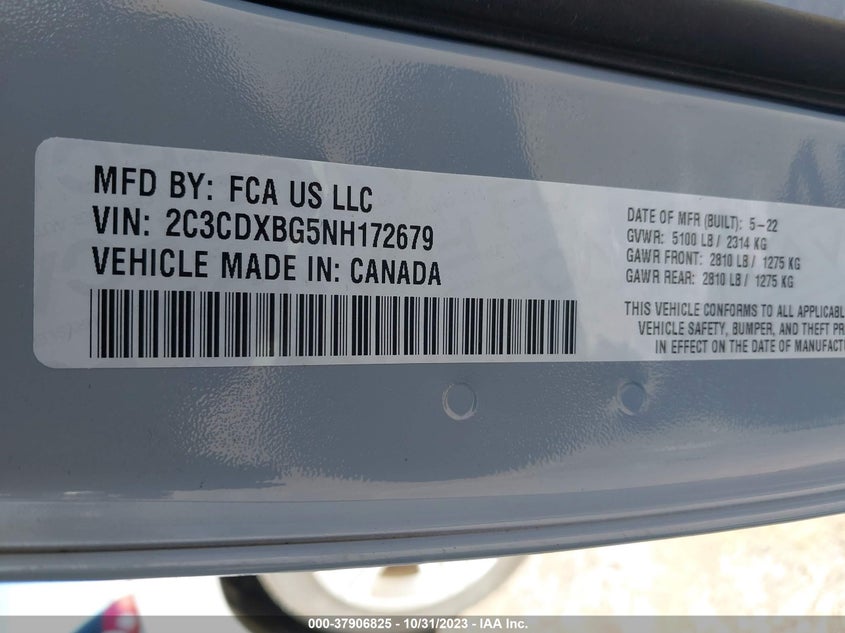 MFD BY: FCA US LLC
VIN: 2C3CDXBG5NH172679
VEHICLE MADE IN: CANADA
DATE OF MFR (BUILT): 5-22
GVWR: 5100 LB / 2314 KG
GAWR FRONT: 2810 LB / 1275 KG
GAWR REAR: 2810 LB / 1275 KG
THIS VEHICLE CONFORMS TO ALL APPLICABLE
VEHICLE SAFETY, BUMPER, AND THEFT
IN EFFECT ON THE DATE OF
000-37906825 - 10/31/2023 - IAA Inc.